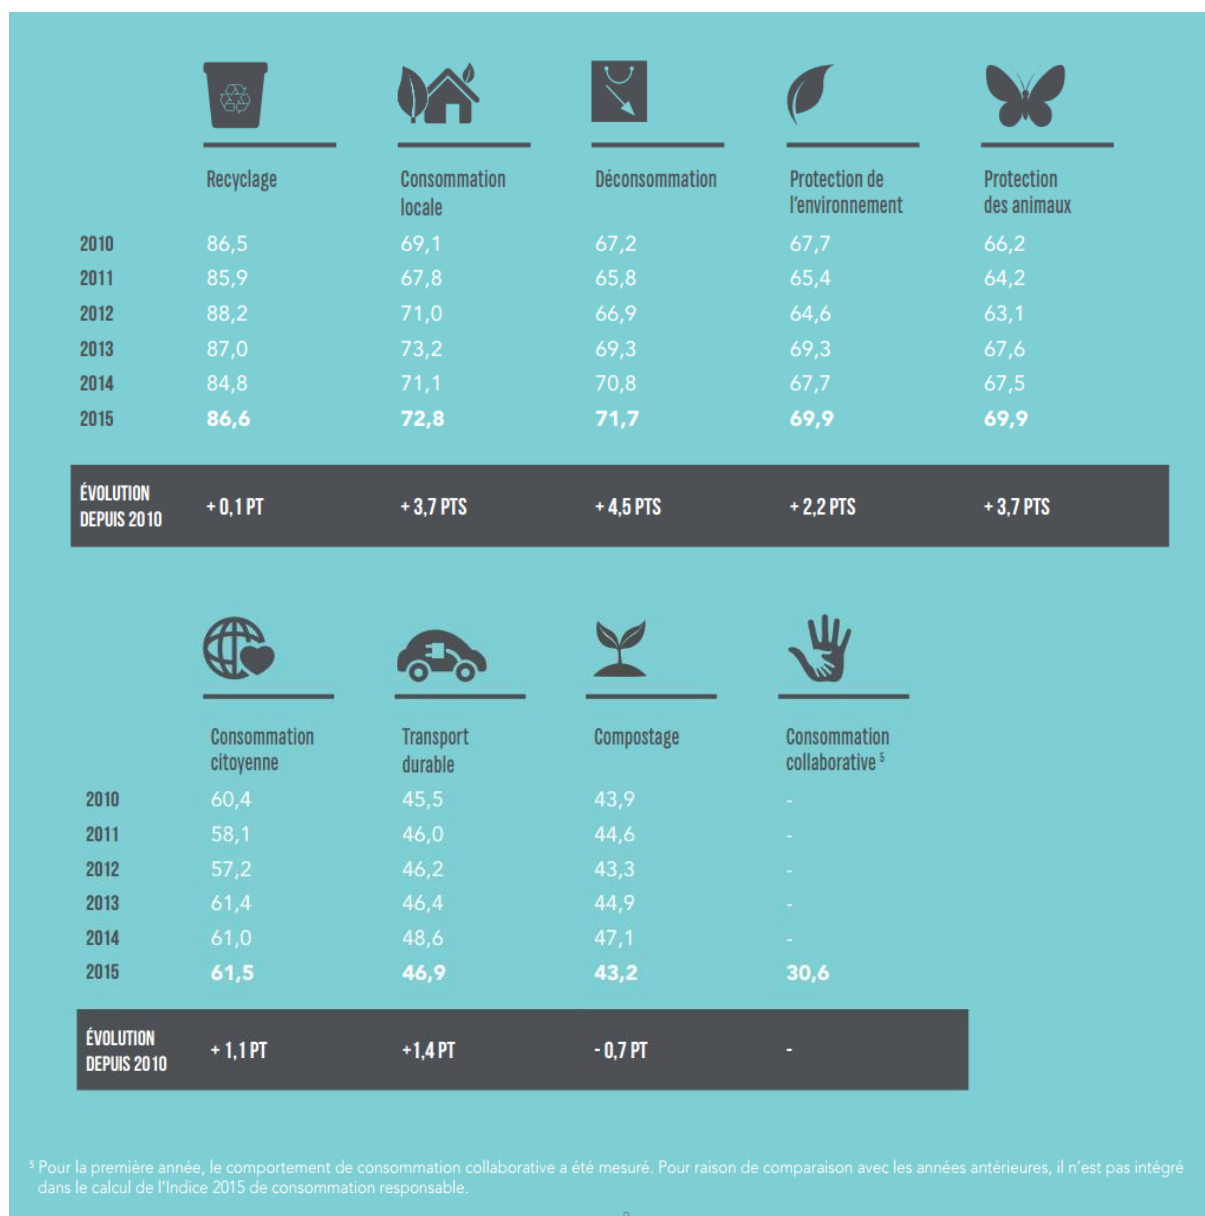 Recyclage Consommation locale Déconsommation Protection de l'environnement Protection des animaux
2010 86,5 69,1 67,2 67,7 66,2
2011 85,9 67,8 65,8 65,4 64,2
2012 88,2 71,0 66,9 64,6 63,1
2013 87,0 73,2 69,3 69,3 67,6
2014 84,8 71,1 70,8 67,7 67,5
2015 86,6 72,8 71,7 69,9 69,9
ÉVOLUTION DEPUIS 2010 + 0,1 PT + 3,7 PTS + 4,5 PTS + 2,2 PTS + 3,7 PTS
Consommation citoyenne Transport durable Compostage Consommation collaborative 5
2010 60,4 45,5 43,9 -
2011 58,1 46,0 44,6 -
2012 57,2 46,2 43,3 -
2013 61,4 46,4 44,9 -
2014 61,0 48,6 47,1 -
2015 61,5 46,9 43,2 30,6
ÉVOLUTION DEPUIS 2010 + 1,1 PT +1,4 PT - 0,7 PT -
5 Pour la première année, le comportement de consommation collaborative a été mesuré. Pour raison de comparaison avec les années antérieures, il n'est pas intégré
dans le calcul de l'Indice 2015 de consommation responsable.